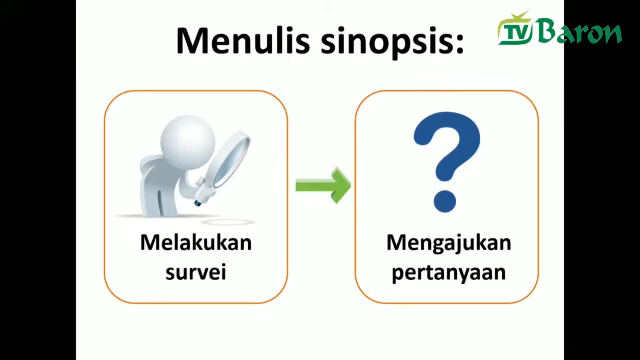 Menulis sinopsis:
TV Baron
Melakukan
survei
?
Mengajukan
pertanyaan